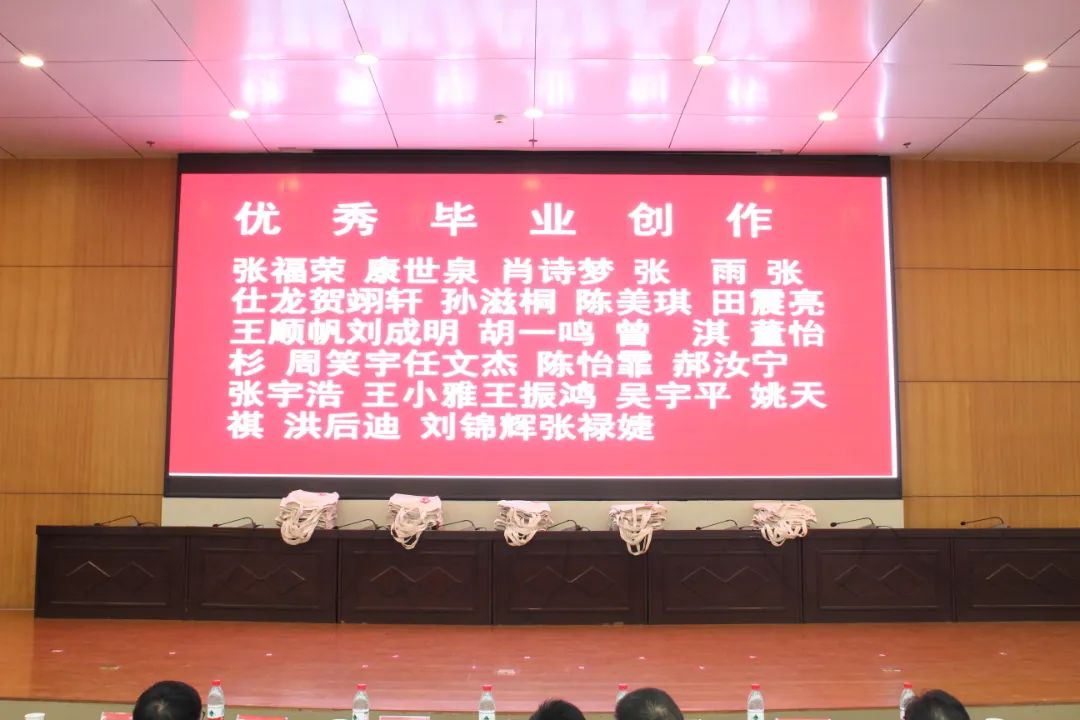 优 秀 毕 业 创 作
张福荣 康世泉 肖诗梦 张 雨 张
仕龙贺翊轩 孙滋桐 陈美琪 田震亮
王顺帆刘成明 胡一鸣 曾 淇 董怡
杉 周笑宇任文杰 陈怡霏 郝汝宁
张宇浩 王小雅王振鸿 吴宇平 姚天
祺 洪后迪 刘锦辉张禄婕